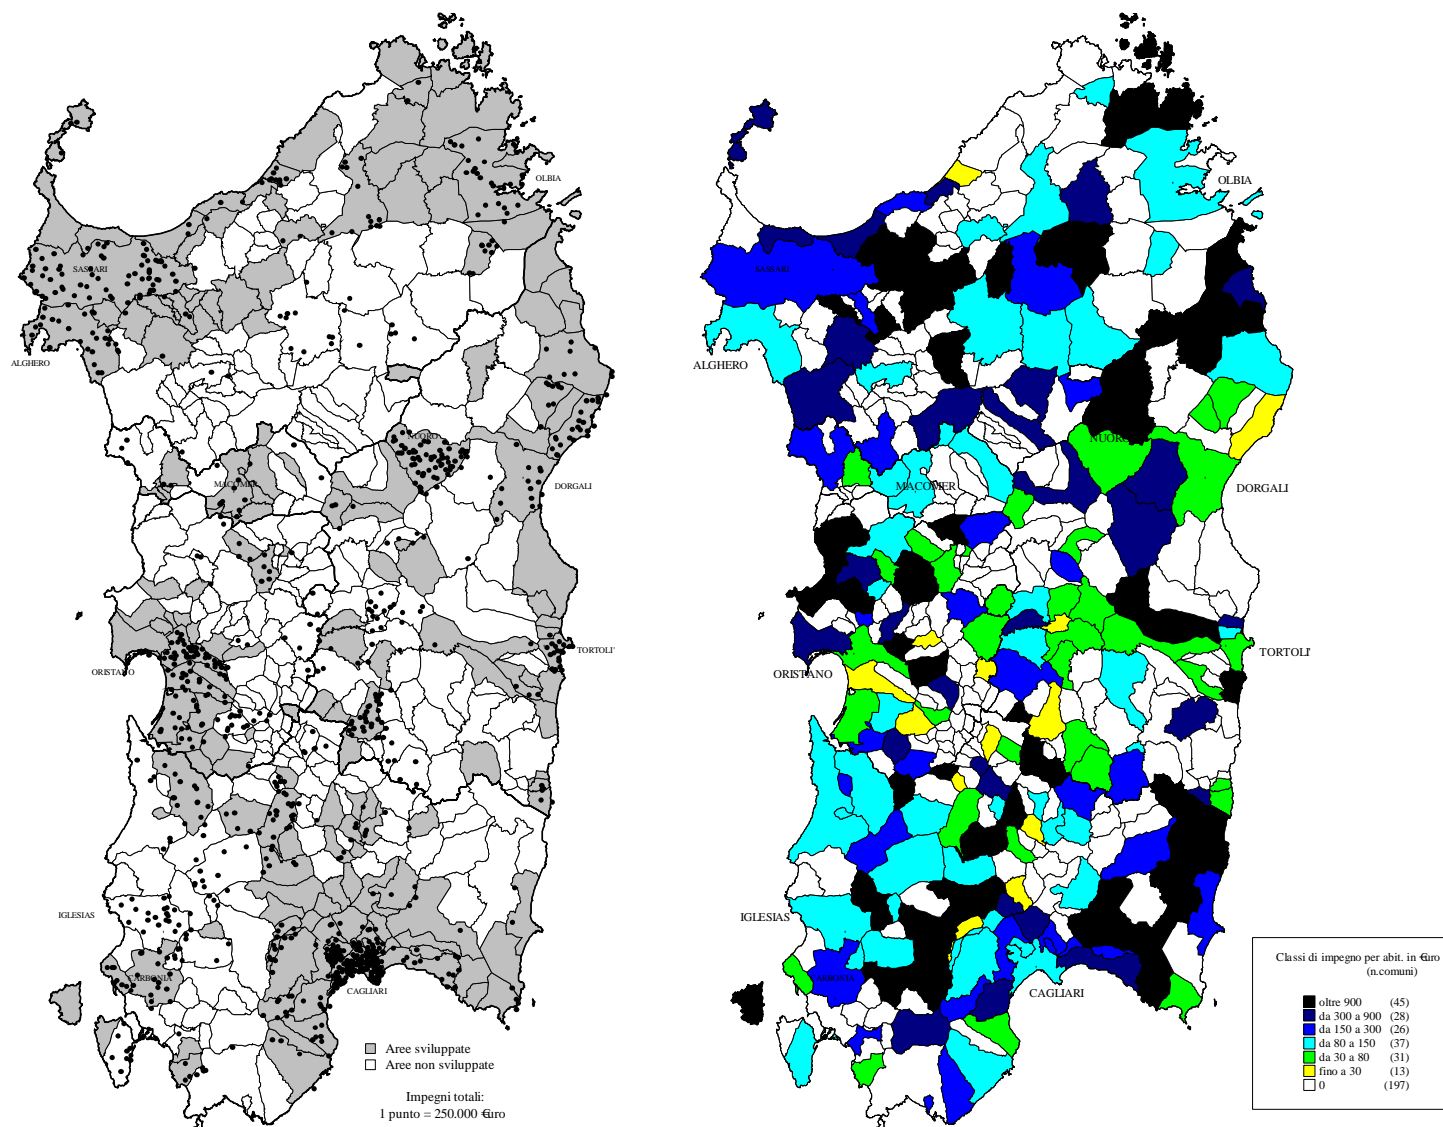 OLBIA
SASSARI
ALGHERO
NUORO
MACOMER
DORGALI
ORISTANO
TORTOLI'
IGLESIAS
CARBONIA
CAGLIARI
Aree sviluppate
Aree non sviluppate
Impegni totali:
1 punto = 250.000 €uro
OLBIA
SASSARI
ALGHERO
NUORO
MACOMER
DORGALI
ORISTANO
TORTOLI'
IGLESIAS
CARBONIA
CAGLIARI
Classi di impegno per abit. in €uro
(n.comuni)
oltre 900 (45)
da 300 a 900 (28)
da 150 a 300 (26)
da 80 a 150 (37)
da 30 a 80 (31)
fino a 30 (13)
0 (197)